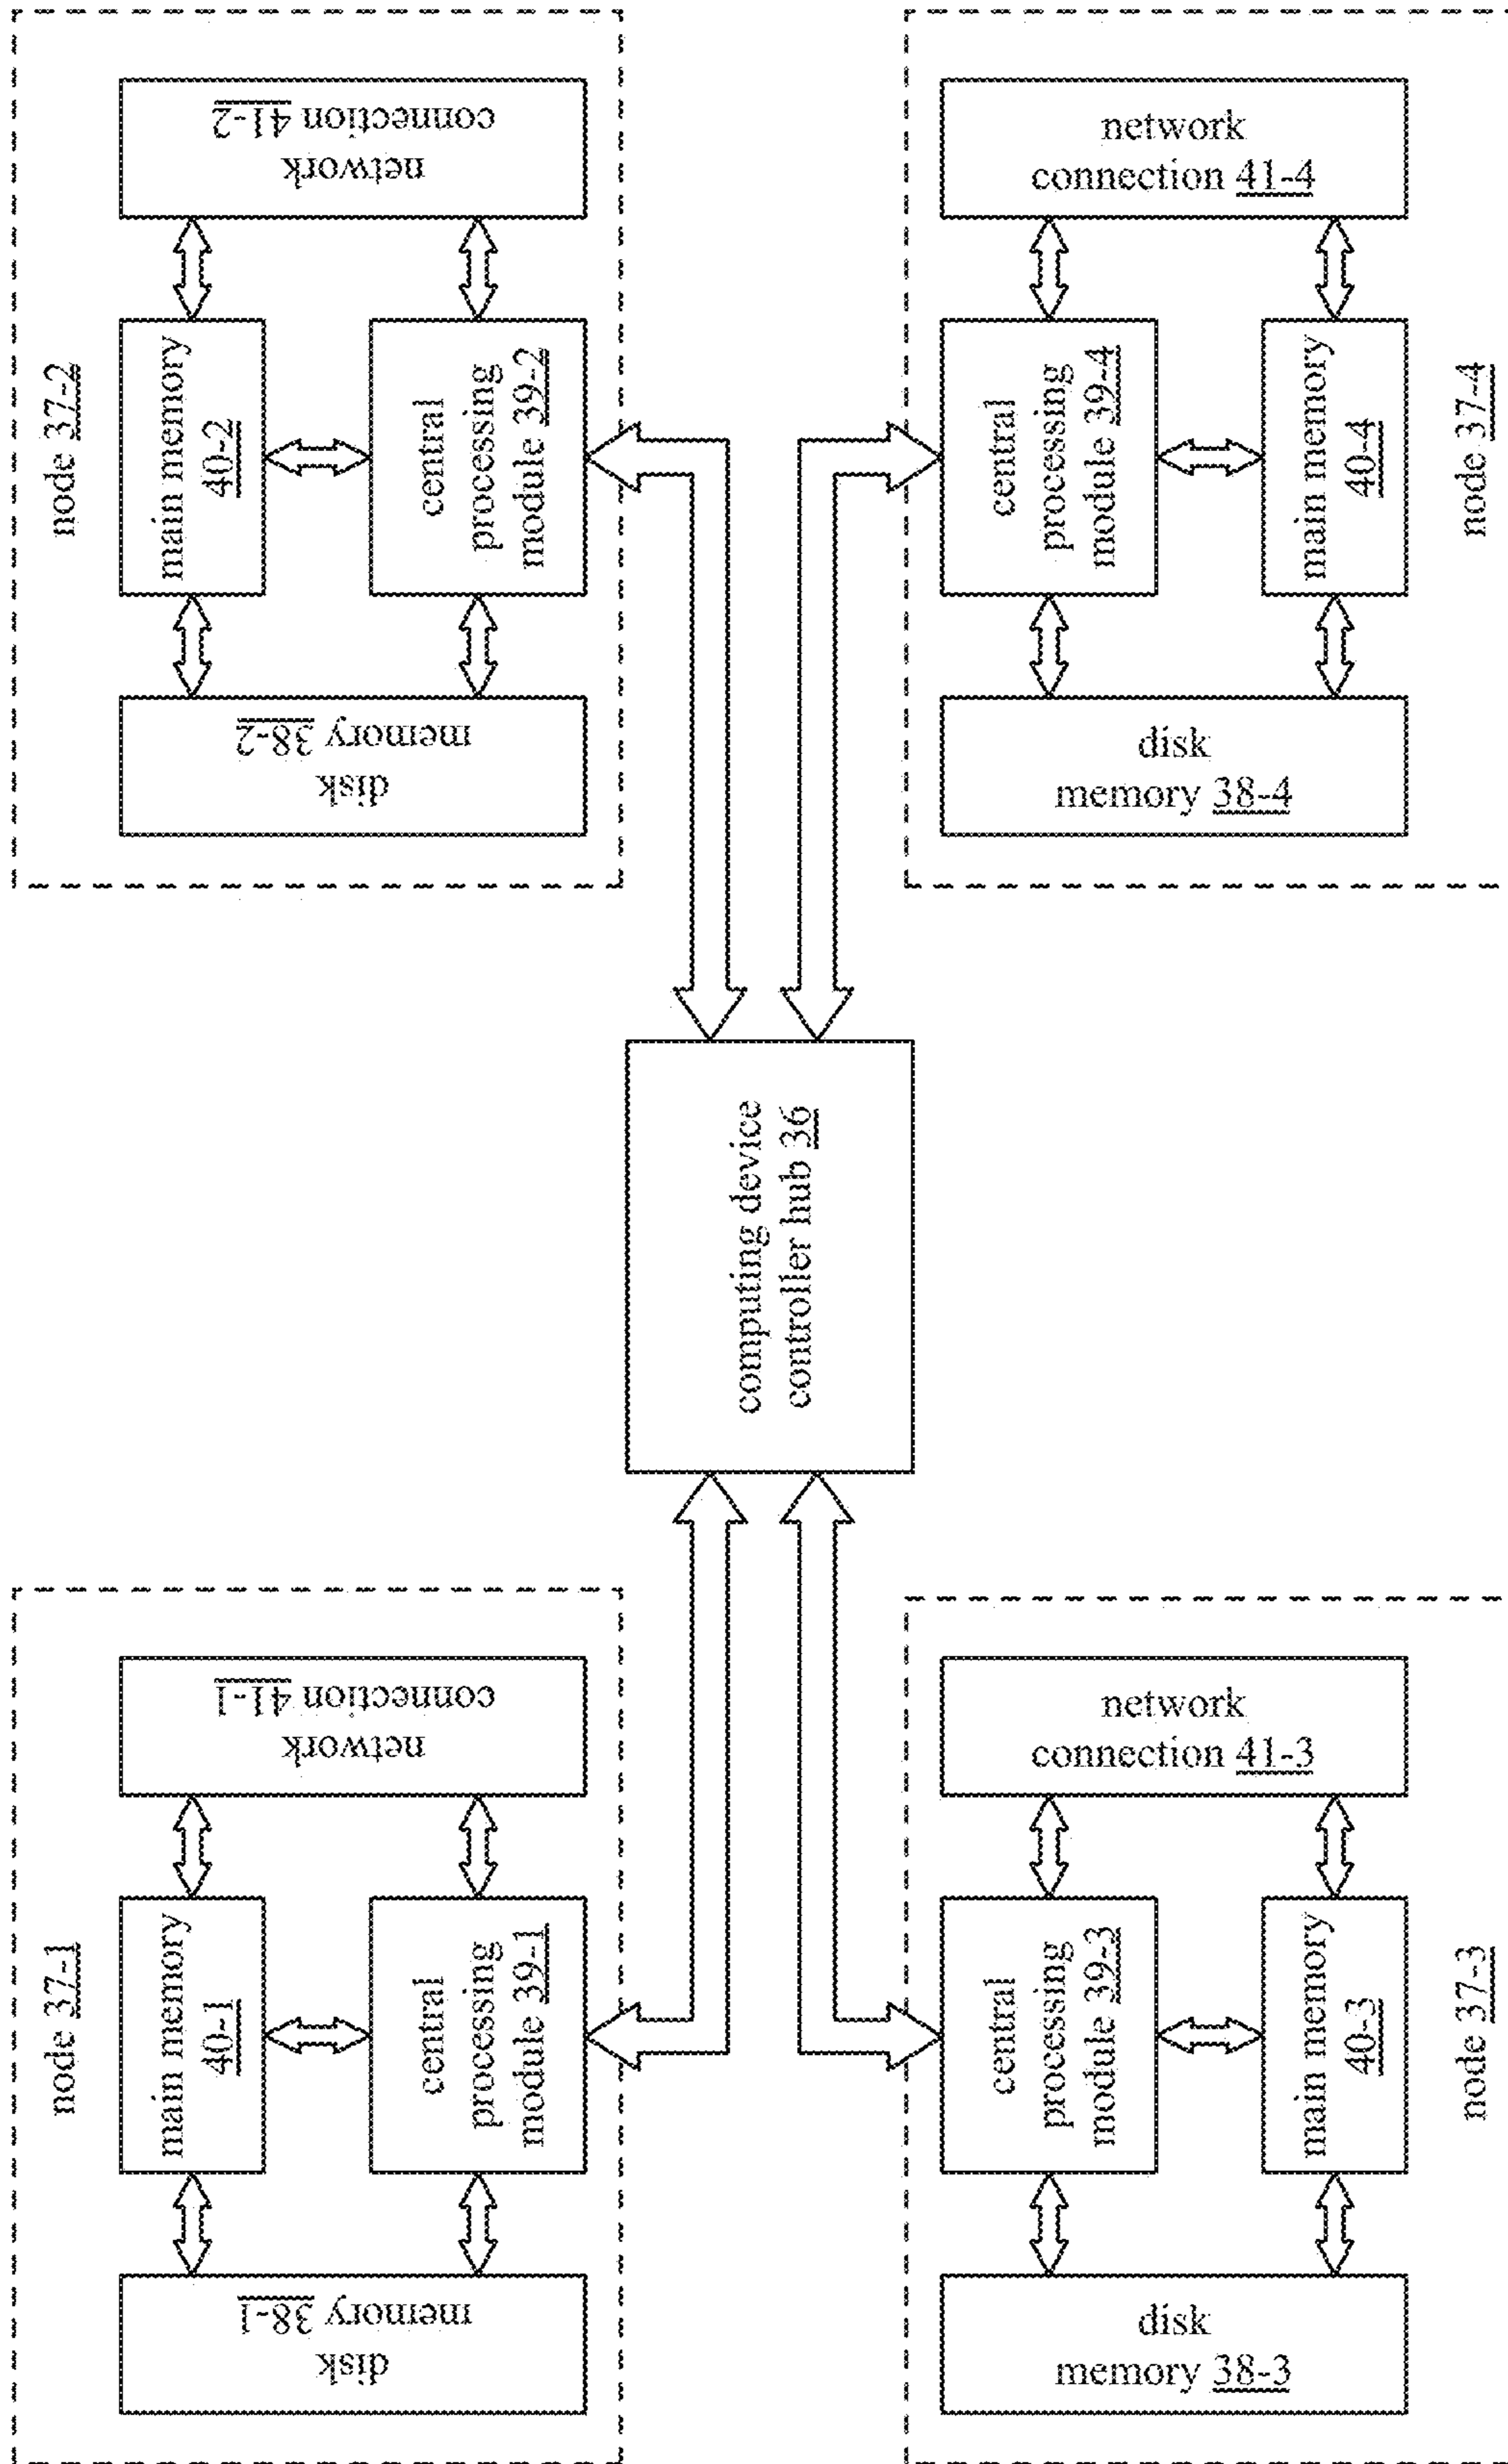 node 37-1
main memory
40-1
central
processing
module 39-1
disk
memory 38-1
network
connection 41-1
node 37-2
main memory
40-2
central
processing
module 39-2
disk
memory 38-2
network
connection 41-2
computing device
controller hub 36
disk
memory 38-3
central
processing
module 39-3
main memory
40-3
network
connection 41-3
node 37-3
disk
memory 38-4
central
processing
module 39-4
main memory
40-4
network
connection 41-4
node 37-4